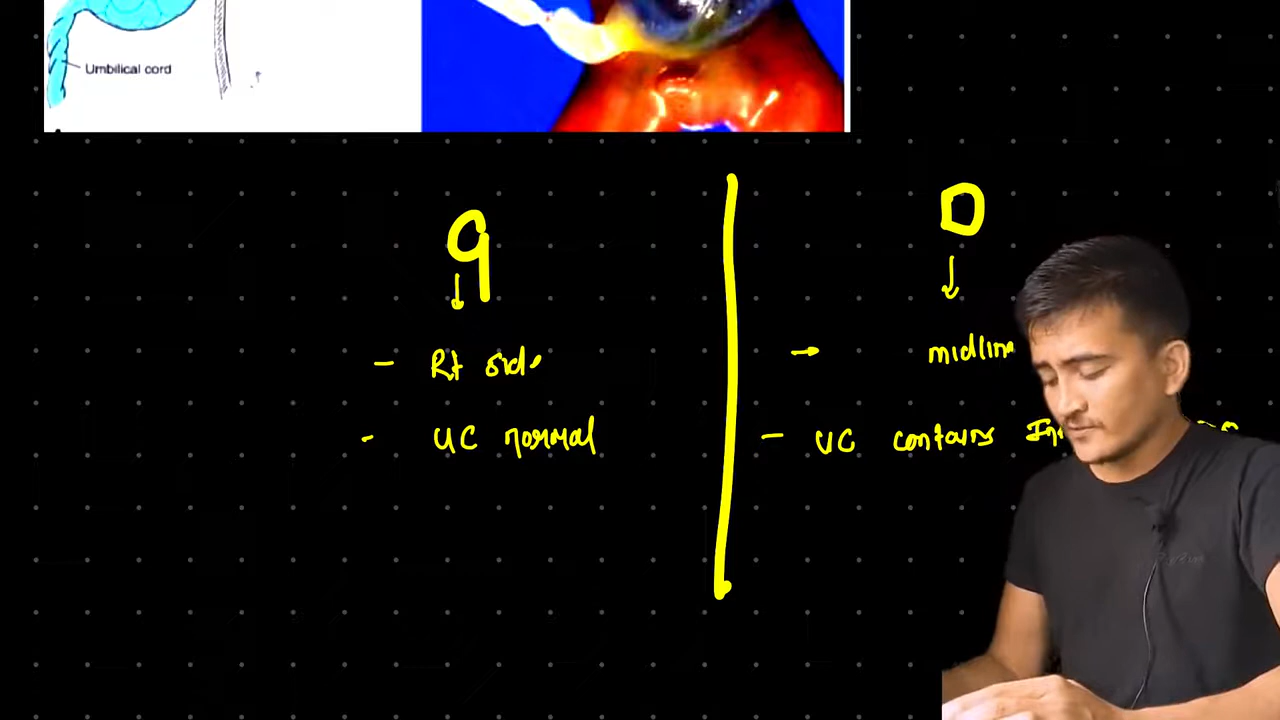 Umbilical cord
G
O
- Rt side
→ midline
- UC normal
- UC contains